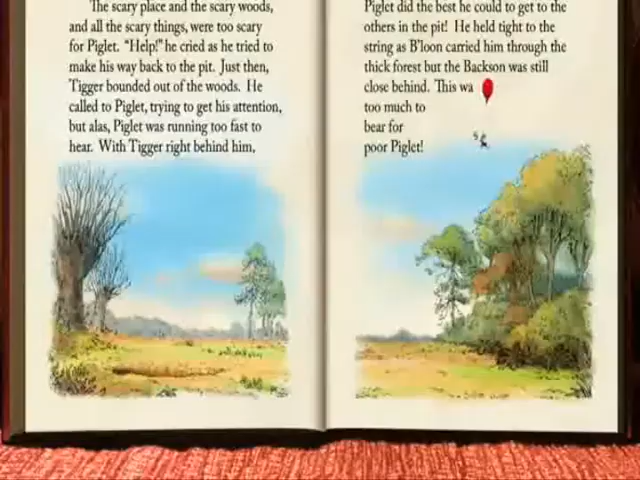 The scary place and the scary woods,
and all the scary things, were too scary
for Piglet. "Help!" he cried as he tried to
make his way back to the pit. Just then,
Tigger bounded out of the woods. He
called to Piglet, trying to get his attention,
but alas, Piglet was running too fast to
hear. With Tigger right behind him,
Piglet did the best he could to get to the
others in the pit! He held tight to the
string as B'loon carried him through the
thick forest but the Backson was still
close behind. This wa
too much to
bear for
poor Piglet!
s